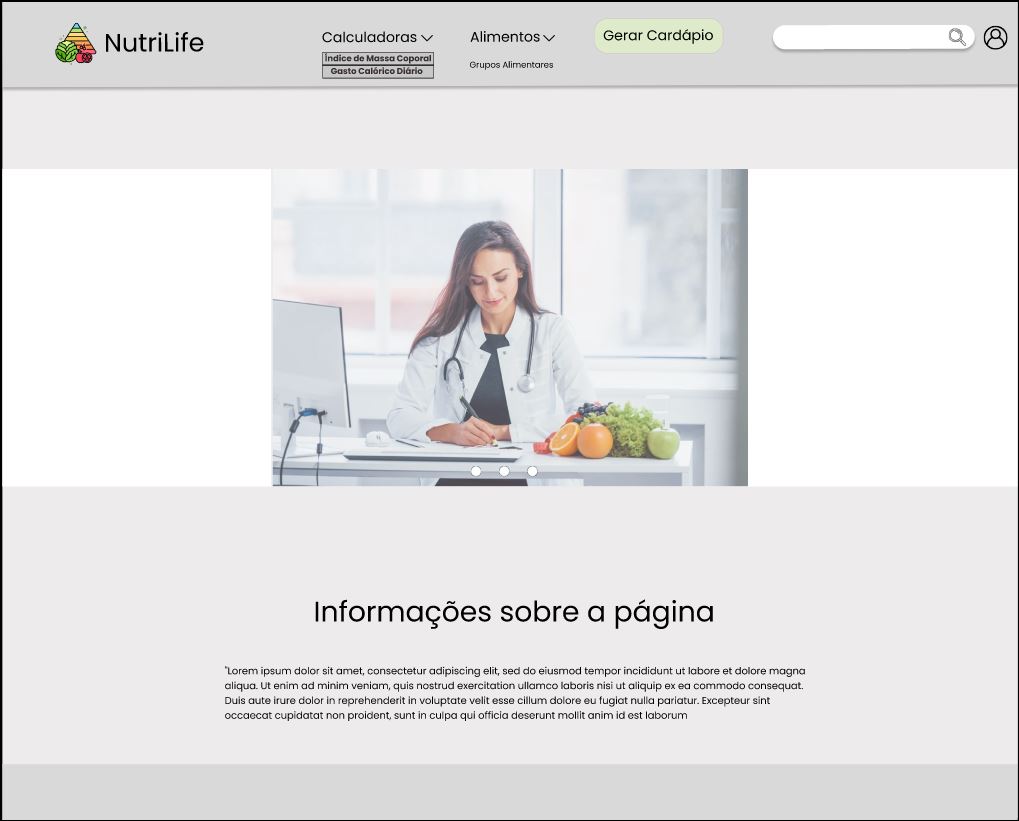 NutriLife
Calculadoras
Índice de Massa Coporal
Gasto Calórico Diário
Alimentos
Grupos Alimentares
Gerar Cardápio
Informações sobre a página
"Lorem ipsum dolor sit amet, consectetur adipiscing elit, sed do eiusmod tempor incididunt ut labore et dolore magna
aliqua. Ut enim ad minim veniam, quis nostrud exercitation ullamco laboris nisi ut aliquip ex ea commodo consequat.
Duis aute irure dolor in reprehenderit in voluptate velit esse cillum dolore eu fugiat nulla pariatur. Excepteur sint
occaecat cupidatat non proident, sunt in culpa qui officia deserunt mollit anim id est laborum